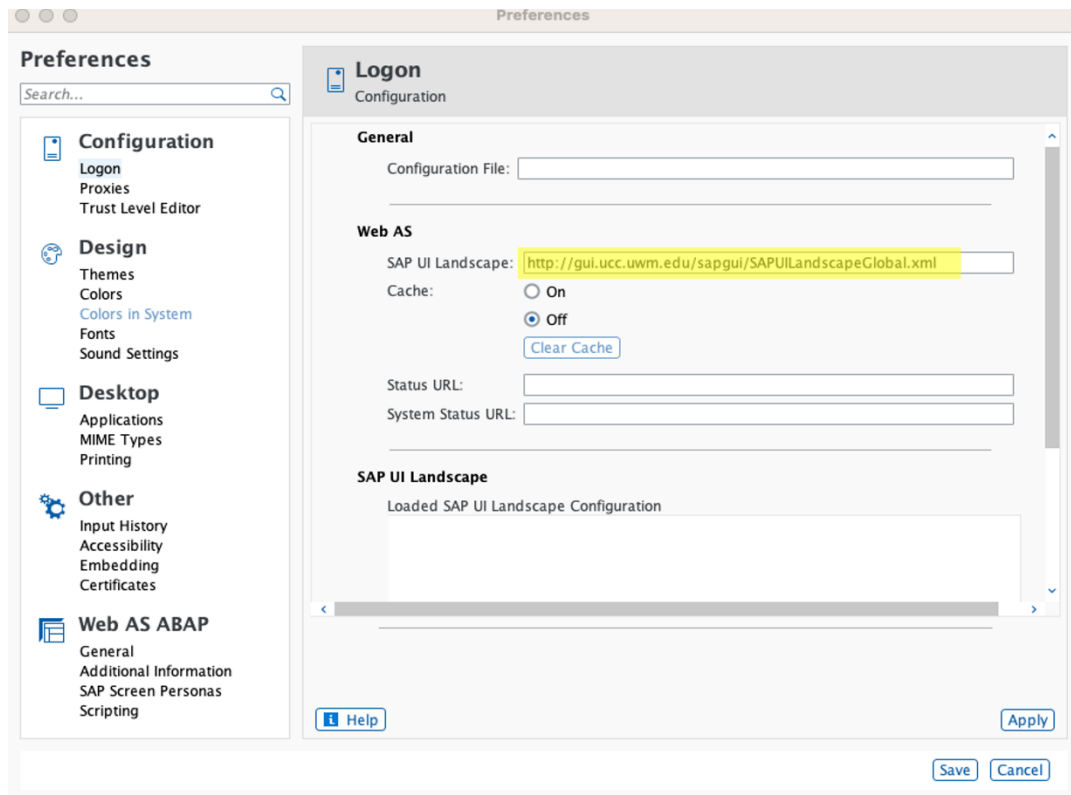 Preferences
Preferences
Search...
Configuration
Logon
Proxies
Trust Level Editor
Design
Themes
Colors
Colors in System
Fonts
Sound Settings
Desktop
Applications
MIME Types
Printing
Other
Input History
Accessibility
Embedding
Certificates
Web AS ABAP
General
Additional Information
SAP Screen Personas
Scripting
Logon
Configuration
General
Configuration File:
Web AS
SAP UI Landscape: http://gui.ucc.uwm.edu/sapgui/SAPUILandscapeGlobal.xml
Cache: On
Off
Clear Cache
Status URL:
System Status URL:
SAP UI Landscape
Loaded SAP UI Landscape Configuration
Help
Apply
Save Cancel